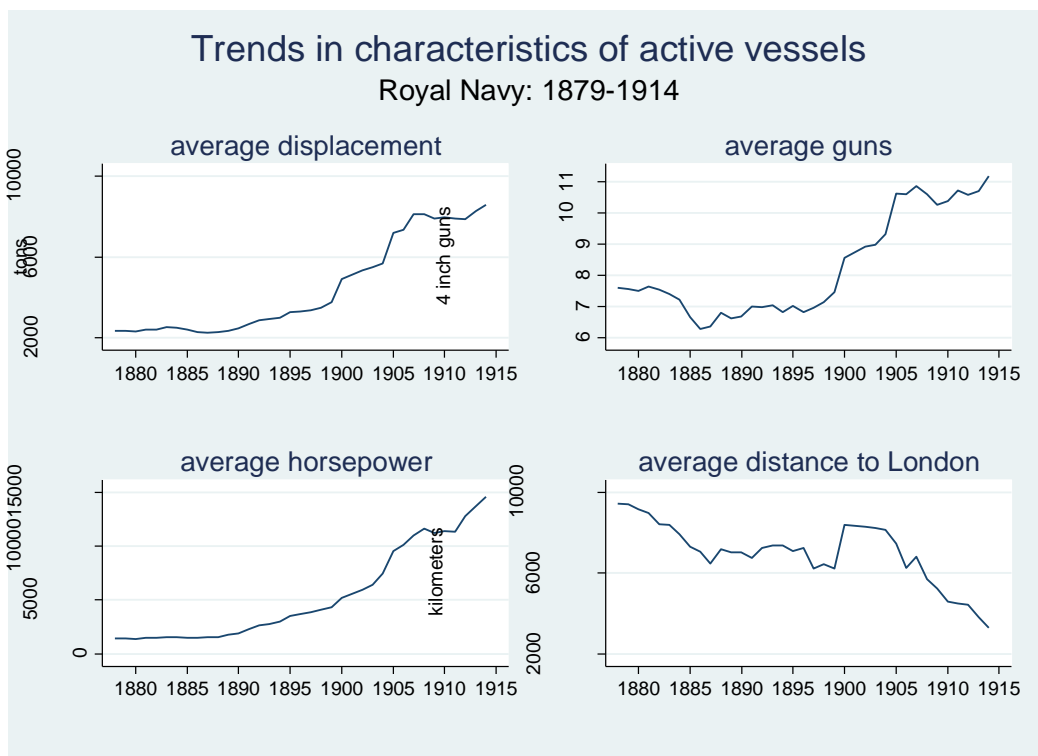 Trends in characteristics of active vessels
Royal Navy: 1879-1914
average displacement
10000
6000
2000
tons
1880 1885 1890 1895 1900 1905 1910 1915
average guns
11
10
9
8
7
6
4 inch guns
1880 1885 1890 1895 1900 1905 1910 1915
average horsepower
15000
10000
5000
0
1880 1885 1890 1895 1900 1905 1910 1915
average distance to London
10000
6000
2000
kilometers
1880 1885 1890 1895 1900 1905 1910 1915